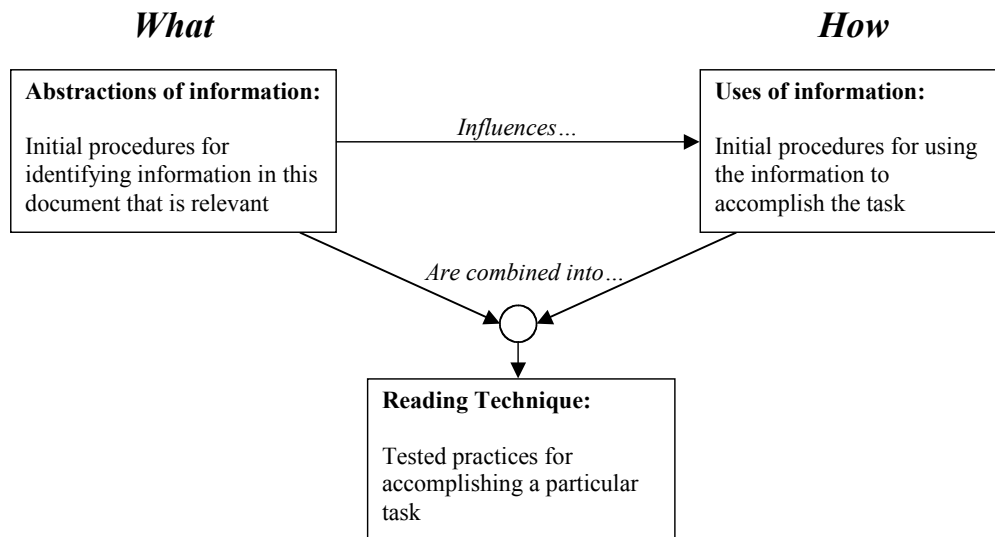 What
How
Abstractions of information:
Initial procedures for
identifying information in this
document that is relevant
Influences…
Uses of information:
Initial procedures for using
the information to
accomplish the task
Are combined into…
Reading Technique:
Tested practices for
accomplishing a particular
task